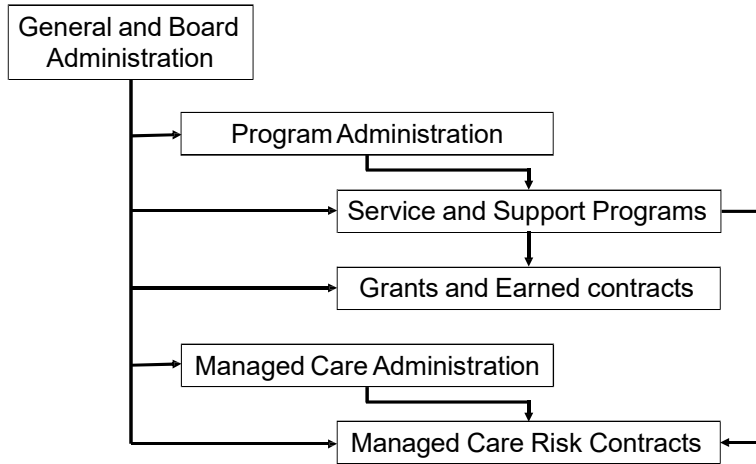 General and Board
Administration
Program Administration
Service and Support Programs
Grants and Earned contracts
Managed Care Administration
Managed Care Risk Contracts